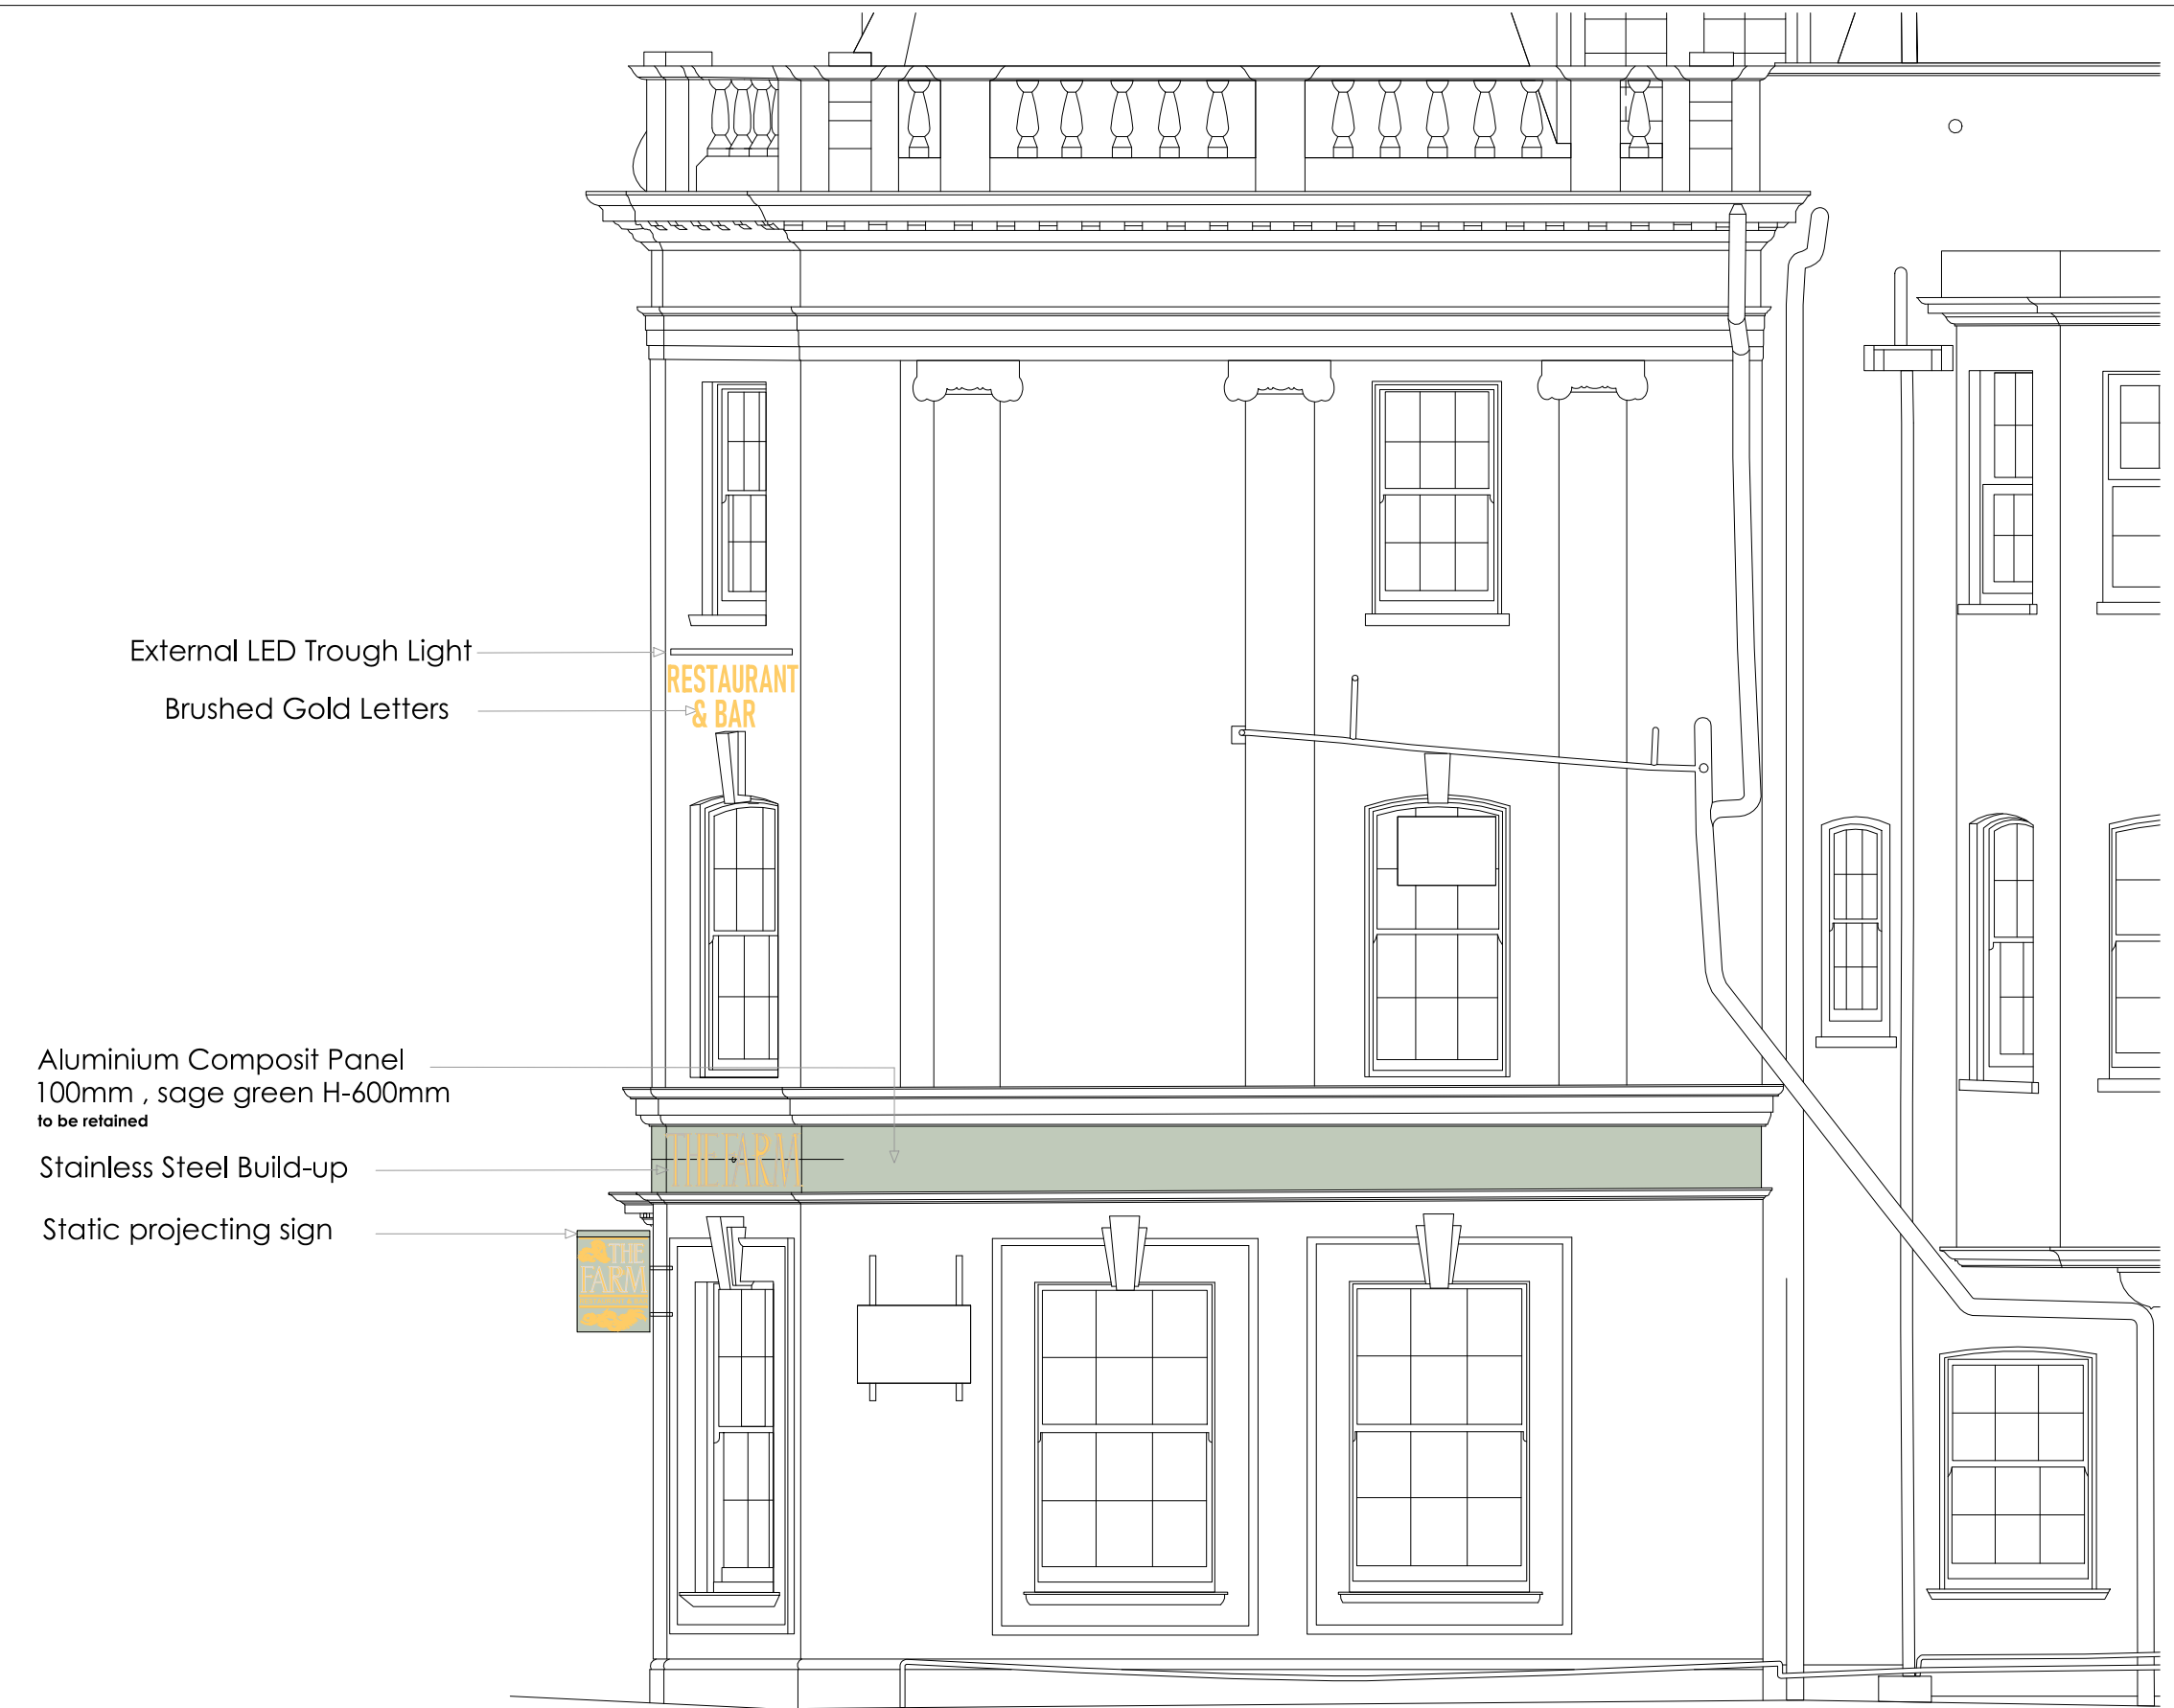 External LED Trough Light
RESTAURANT
& BAR
Brushed Gold Letters
Aluminium Composit Panel
100mm , sage green H-600mm
to be retained
THE FARM
Stainless Steel Build-up
Static projecting sign
THE
FARM